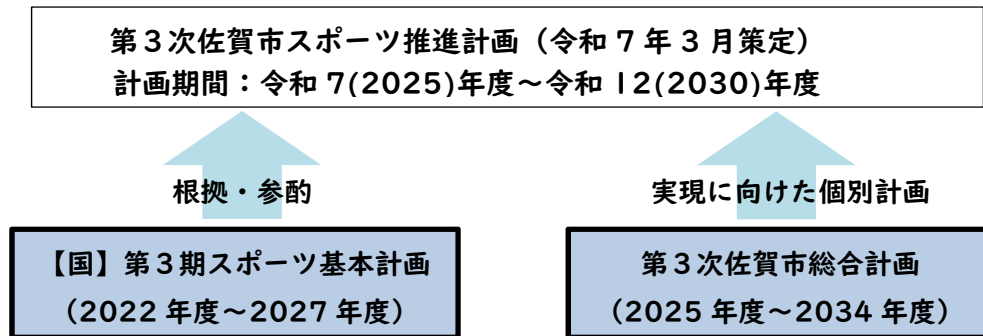 第３次佐賀市スポーツ推進計画（令和７年３月策定）
計画期間：令和 7(2025)年度～令和 12(2030)年度
根拠・参酌
実現に向けた個別計画
【国】第３期スポーツ基本計画
（2022 年度～2027 年度）
第３次佐賀市総合計画
（2025 年度～2034 年度）